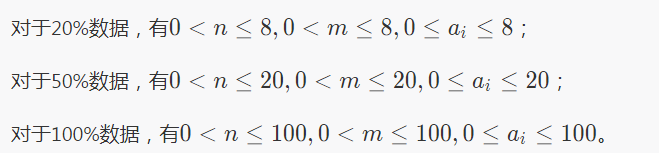 对于20%数据，有0 < n ≤ 8, 0 < m ≤ 8, 0 ≤ aᵢ ≤ 8；
对于50%数据，有0 < n ≤ 20, 0 < m ≤ 20, 0 ≤ aᵢ ≤ 20；
对于100%数据，有0 < n ≤ 100, 0 < m ≤ 100, 0 ≤ aᵢ ≤ 100。